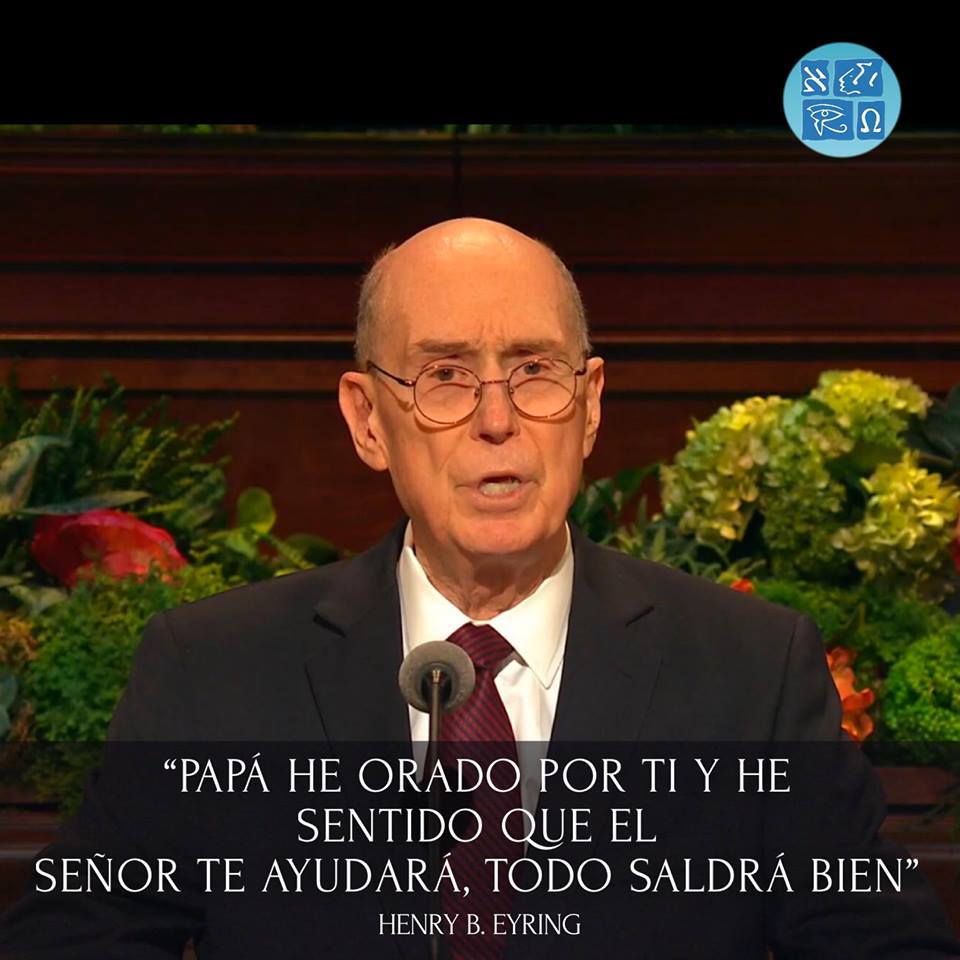 “PAPÁ HE ORADO POR TI Y HE
SENTIDO QUE EL
SEÑOR TE AYUDARÁ, TODO SALDRÁ BIEN”
HENRY B. EYRING